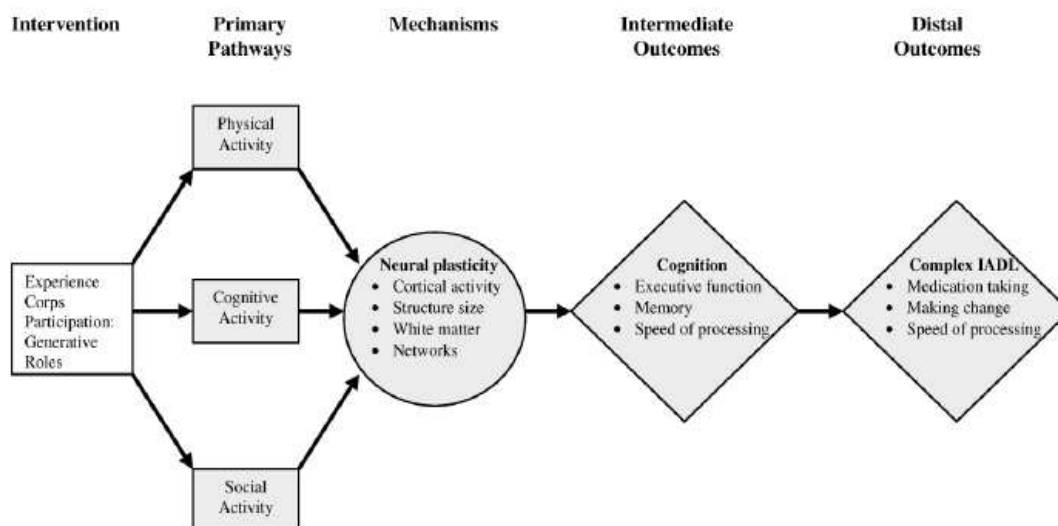 Intervention
Primary
Pathways
Mechanisms
Intermediate
Outcomes
Distal
Outcomes
Physical
Activity
Experience
Corps
Participation:
Generative
Roles
Cognitive
Activity
Social
Activity
Neural plasticity
• Cortical activity
• Structure size
• White matter
• Networks
Cognition
• Executive function
• Memory
• Speed of processing
Complex IADL
• Medication taking
• Making change
• Speed of processing